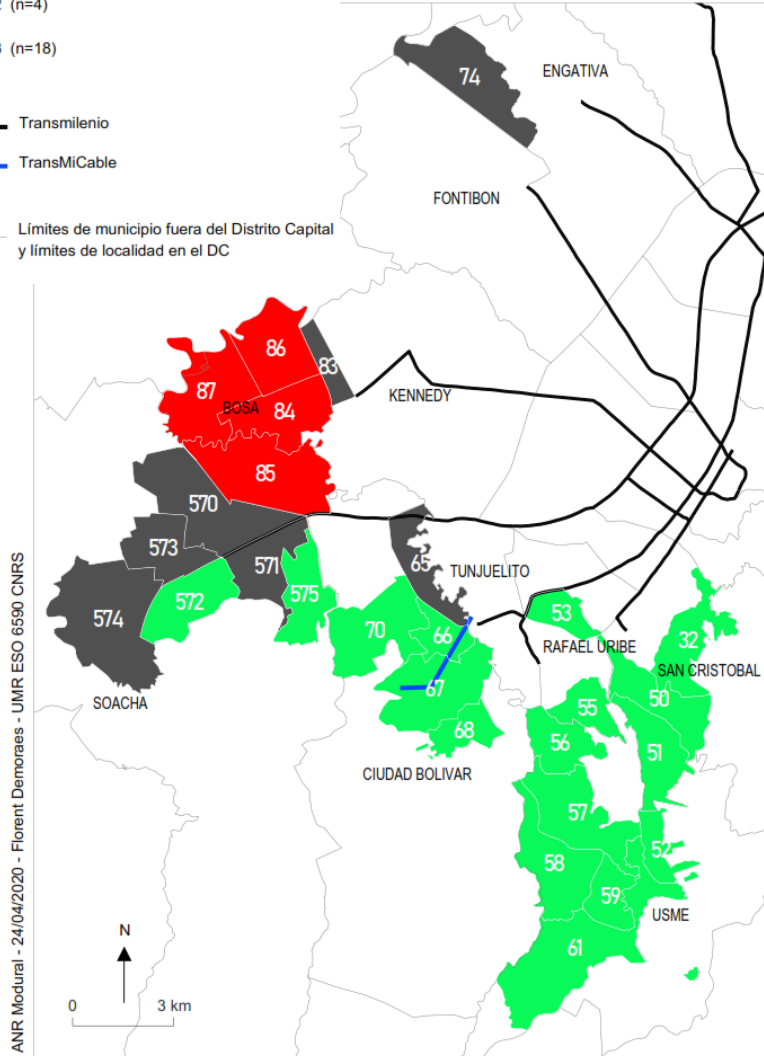 2 (n=4)
3 (n=18)
Transmilenio
TransMiCable
Límites de municipio fuera del Distrito Capital
y límites de localidad en el DC
74
ENGATIVA
FONTIBON
86
83
87
BOSA
84
KENNEDY
85
570
573
571
65
TUNJUELITO
574
572
575
53
70
66
RAFAEL URIBE
32
SAN CRISTOBAL
SOACHA
67
50
55
68
56
51
CIUDAD BOLIVAR
57
58
52
59
USME
61
N
0 3 km
ANR Modural - 24/04/2020 - Florent Demoraes - UMR ESO 6590 CNRS